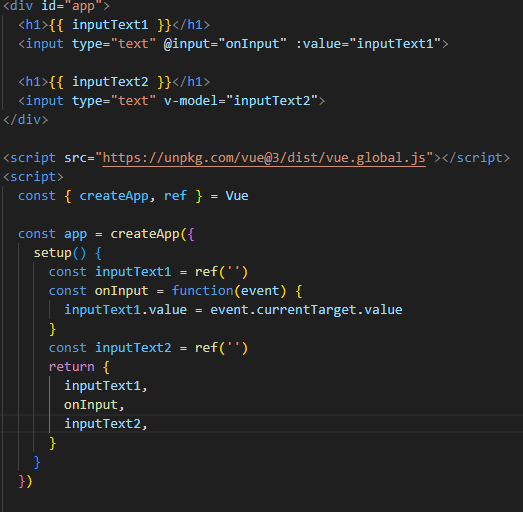 <div id="app">
<h1>{{ inputText1 }}</h1>
<input type="text" @input="onInput" :value="inputText1">
<h1>{{ inputText2 }}</h1>
<input type="text" v-model="inputText2">
</div>
<script src="https://unpkg.com/vue@3/dist/vue.global.js"></script>
<script>
const { createApp, ref } = Vue
const app = createApp({
setup() {
const inputText1 = ref('')
const onInput = function(event) {
inputText1.value = event.currentTarget.value
}
const inputText2 = ref('')
return {
inputText1,
onInput,
inputText2,
}
}
})